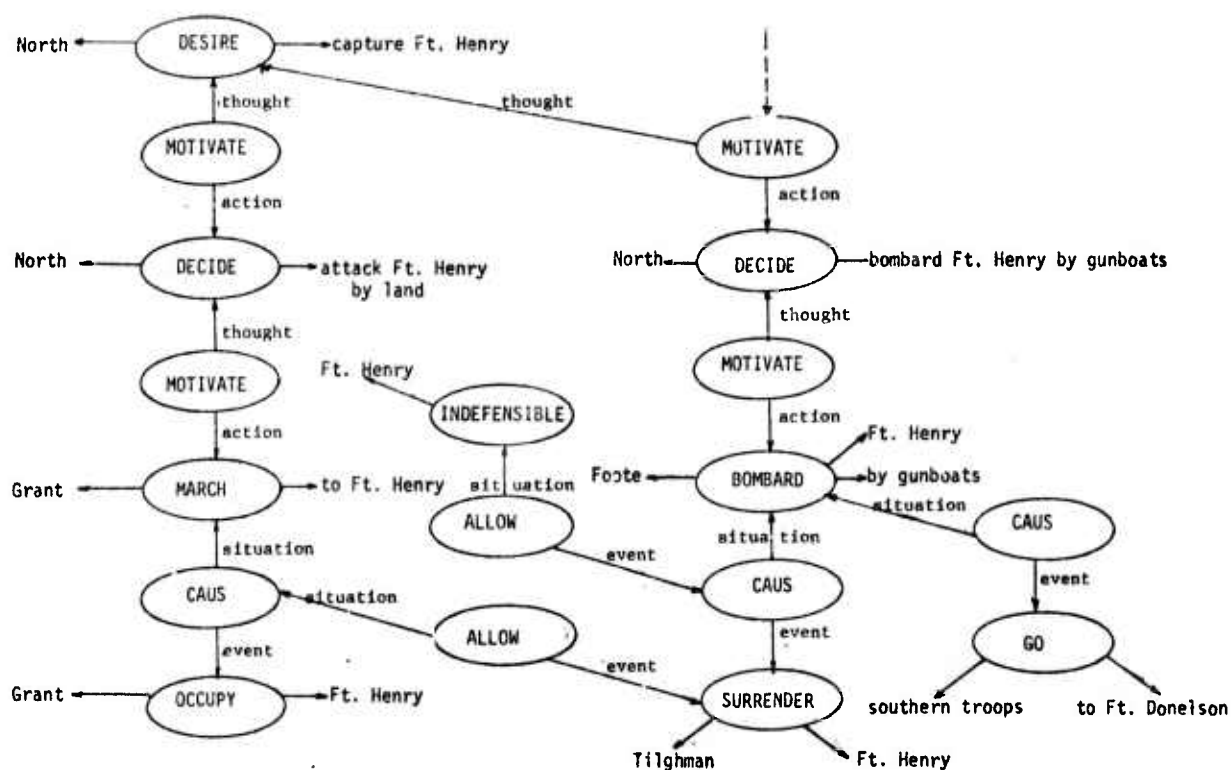 North
DESIRE
capture Ft. Henry
thought
thought
MOTIVATE
MOTIVATE
action
action
North
DECIDE
attack Ft. Henry
by land
North
DECIDE
bombard Ft. Henry by gunboats
thought
thought
MOTIVATE
Ft. Henry
MOTIVATE
INDEFENSIBLE
action
action
Ft. Henry
Grant
MARCH
to Ft. Henry
situation
Foote
BOMBARD
by gunboats
situation
ALLOW
CAUS
situation
situation
event
event
CAUS
situation
CAUS
ALLOW
GO
event
event
event
Grant
OCCUPY
Ft. Henry
SURRENDER
southern troops
to Ft. Donelson
Tilghman
Ft. Henry